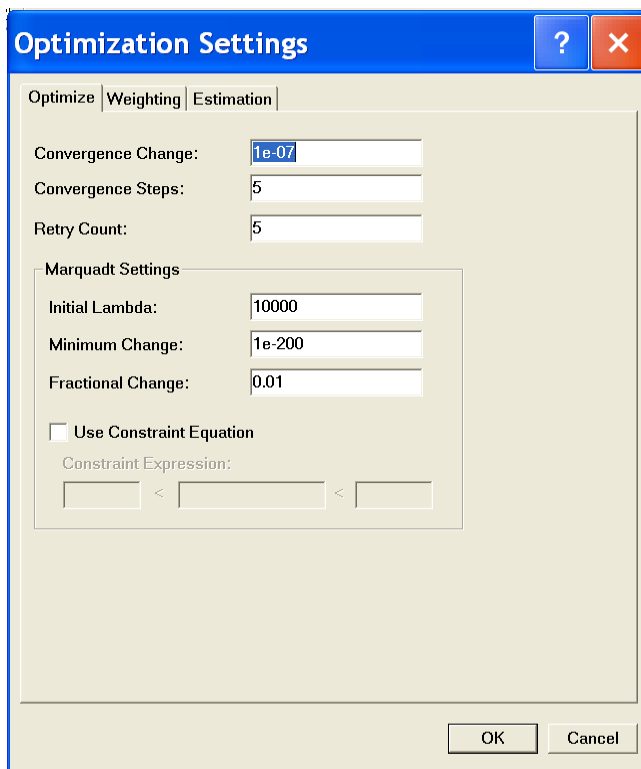 Optimization Settings
Optimize Weighting Estimation
Convergence Change: 1e-07
Convergence Steps: 5
Retry Count: 5
Marquadt Settings
Initial Lambda: 10000
Minimum Change: 1e-200
Fractional Change: 0.01
Use Constraint Equation
Constraint Expression:
< <
OK Cancel